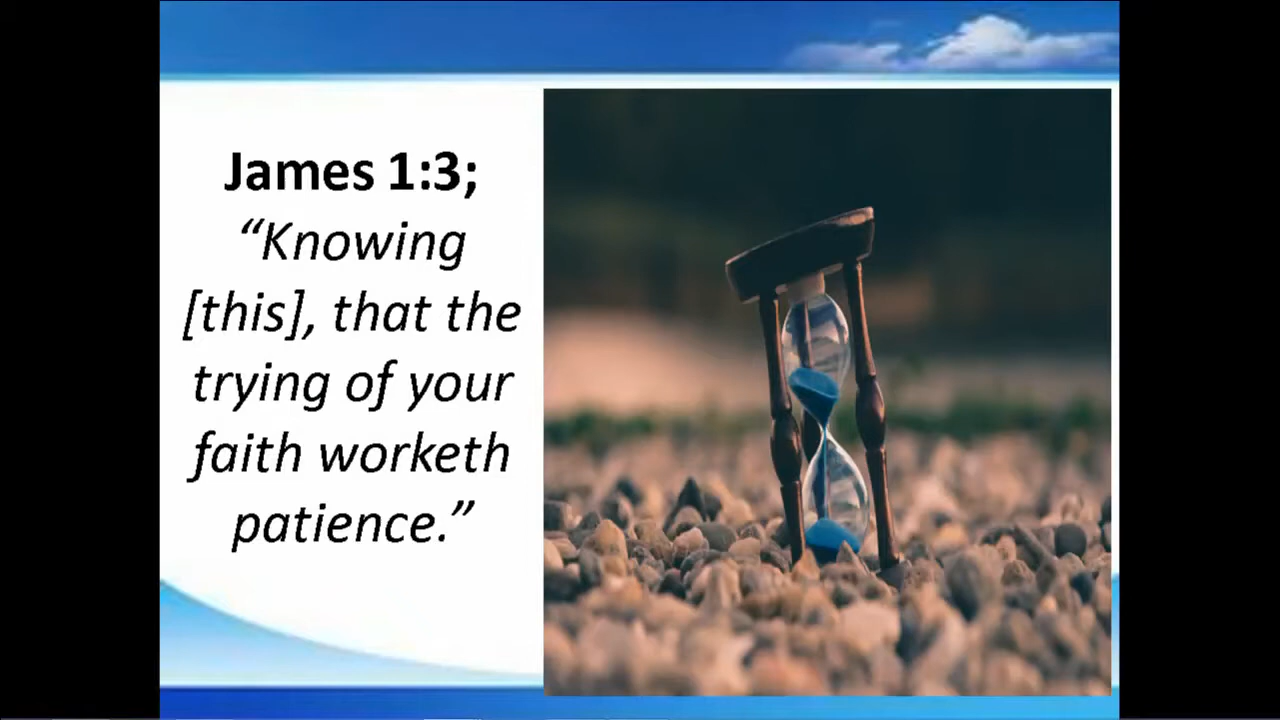 James 1:3;
“Knowing
[this], that the
trying of your
faith worketh
patience.”